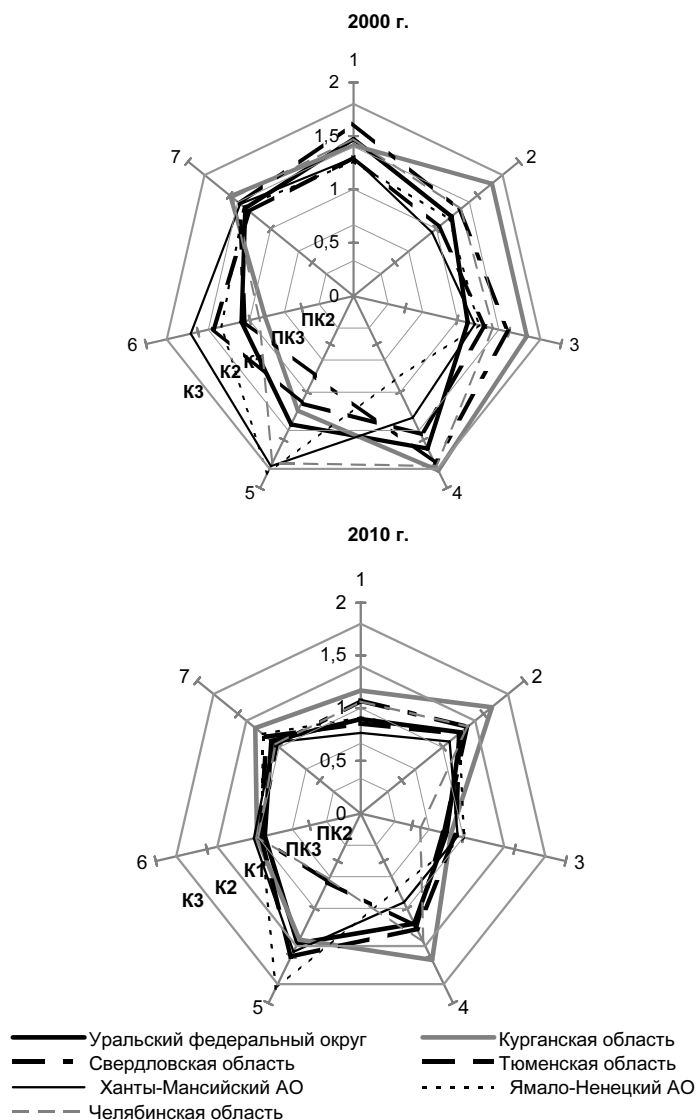 2000 г.
1
2
7
2
1,5
1
0,5
0
ПК2
ПК3
К1
К2
К3
6
3
5
4
2010 г.
1
2
7
2
1,5
1
0,5
0
ПК2
ПК3
К1
К2
К3
6
3
5
4
Уральский федеральный округ Курганская область
Свердловская область Тюменская область
Ханты-Мансийский АО Ямало-Ненецкий АО
Челябинская область